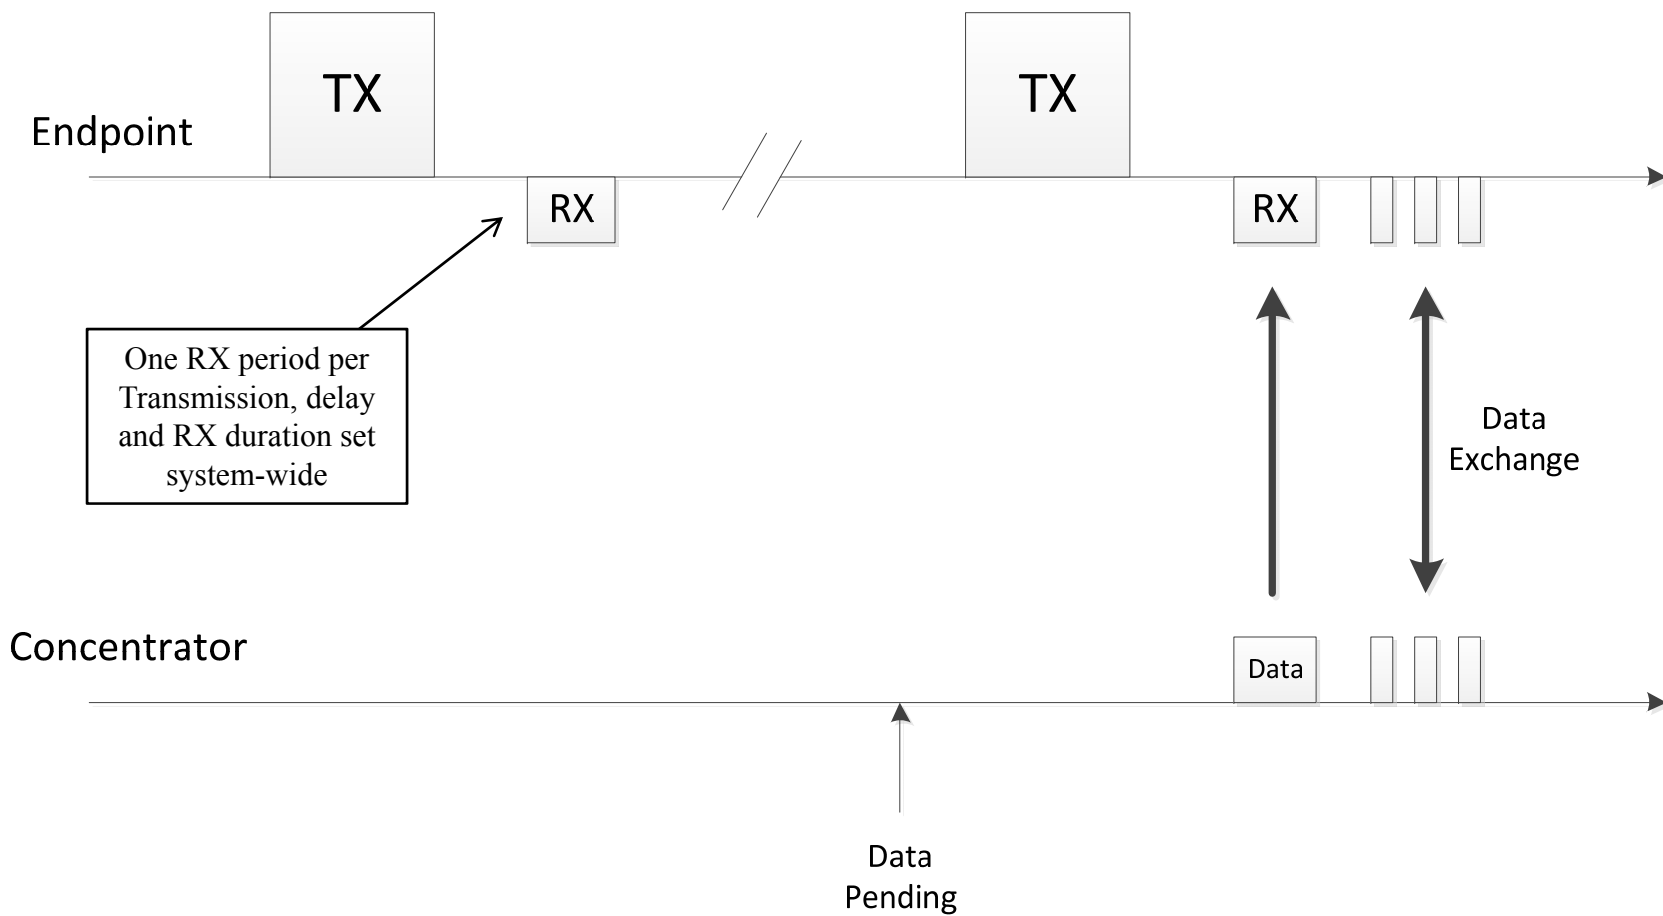 TX
TX
Endpoint
RX
RX
One RX period per
Transmission, delay
and RX duration set
system-wide
Data
Exchange
Concentrator
Data
Data
Pending